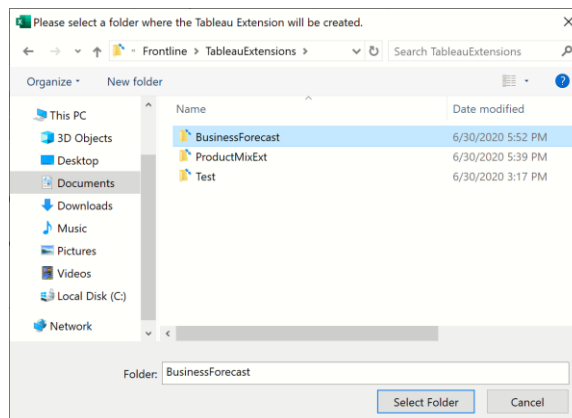 Please select a folder where the Tableau Extension will be created.
Frontline > TableauExtensions >
Search TableauExtensions
Organize
New folder
Name
Date modified
This PC
3D Objects
Desktop
Documents
Downloads
Music
Pictures
Videos
Local Disk (C:)
Network
BusinessForecast
6/30/2020 5:52 PM
ProductMixExt
6/30/2020 5:39 PM
Test
6/30/2020 3:17 PM
Folder:
BusinessForecast
Select Folder
Cancel